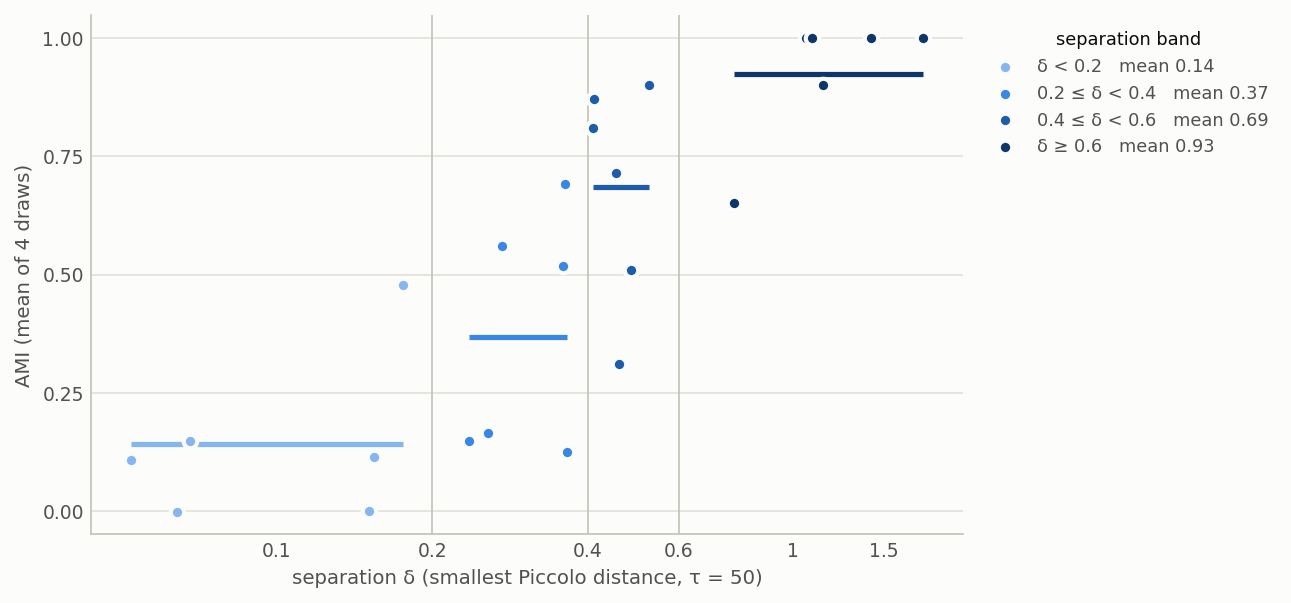 separation band
δ < 0.2 mean 0.14
0.2 ≤ δ < 0.4 mean 0.37
0.4 ≤ δ < 0.6 mean 0.69
δ ≥ 0.6 mean 0.93
AMI (mean of 4 draws)
1.00
0.75
0.50
0.25
0.00
0.1 0.2 0.4 0.6 1 1.5
separation δ (smallest Piccolo distance, τ = 50)